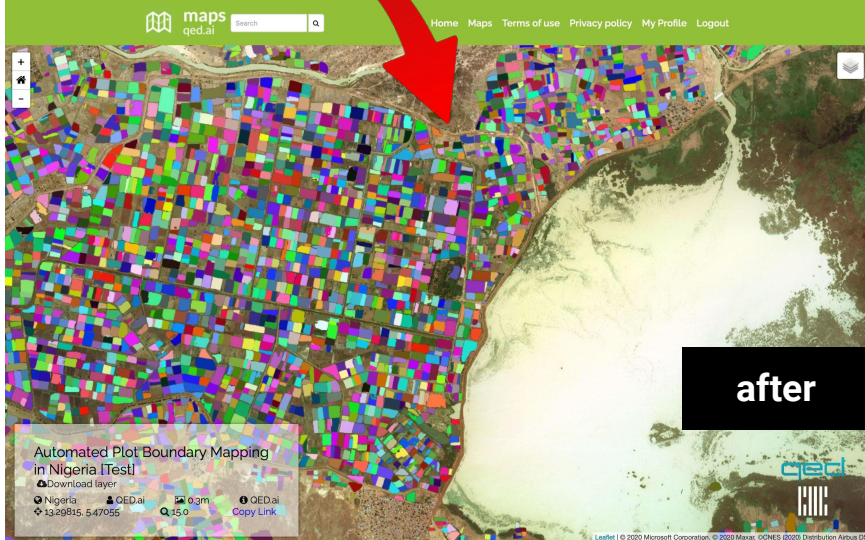 maps
qed.ai
Search
Home Maps Terms of use Privacy policy My Profile Logout
+
-
after
Automated Plot Boundary Mapping
in Nigeria [Test]
Download layer
Nigeria QED.ai 0.3m QED.ai
13.29815, 5.47055 15.0 Copy Link
qed
Leaflet | © 2020 Microsoft Corporation, © 2020 Maxar, ©CNES (2020) Distribution Airbus D